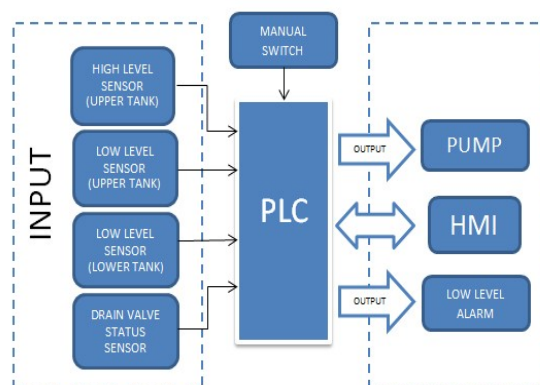 MANUAL
SWITCH
INPUT
HIGH LEVEL
SENSOR
(UPPER TANK)
LOW LEVEL
SENSOR
(UPPER TANK)
LOW LEVEL
SENSOR
(LOWER TANK)
DRAIN VALVE
STATUS
SENSOR
PLC
OUTPUT
PUMP
HMI
OUTPUT
LOW LEVEL
ALARM